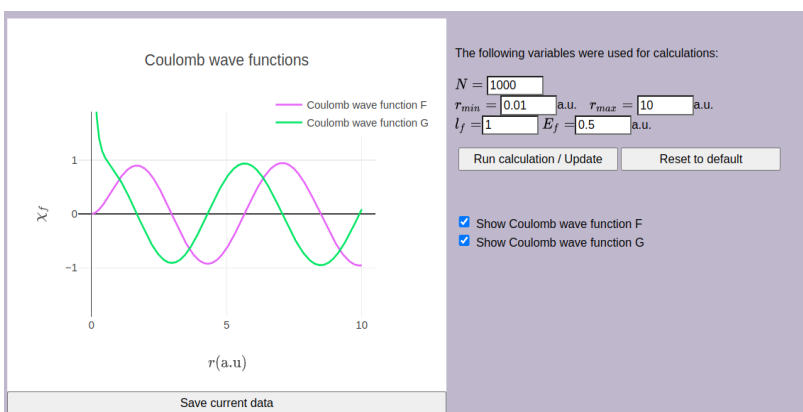 Coulomb wave functions
Coulomb wave function F
Coulomb wave function G
1
0
−1
χf
0 5 10
r(a.u)
Save current data
The following variables were used for calculations:
N = 1000
rmin = 0.01 a.u. rmax = 10 a.u.
lf = 1 Ef = 0.5 a.u.
Run calculation / Update Reset to default
Show Coulomb wave function F
Show Coulomb wave function G